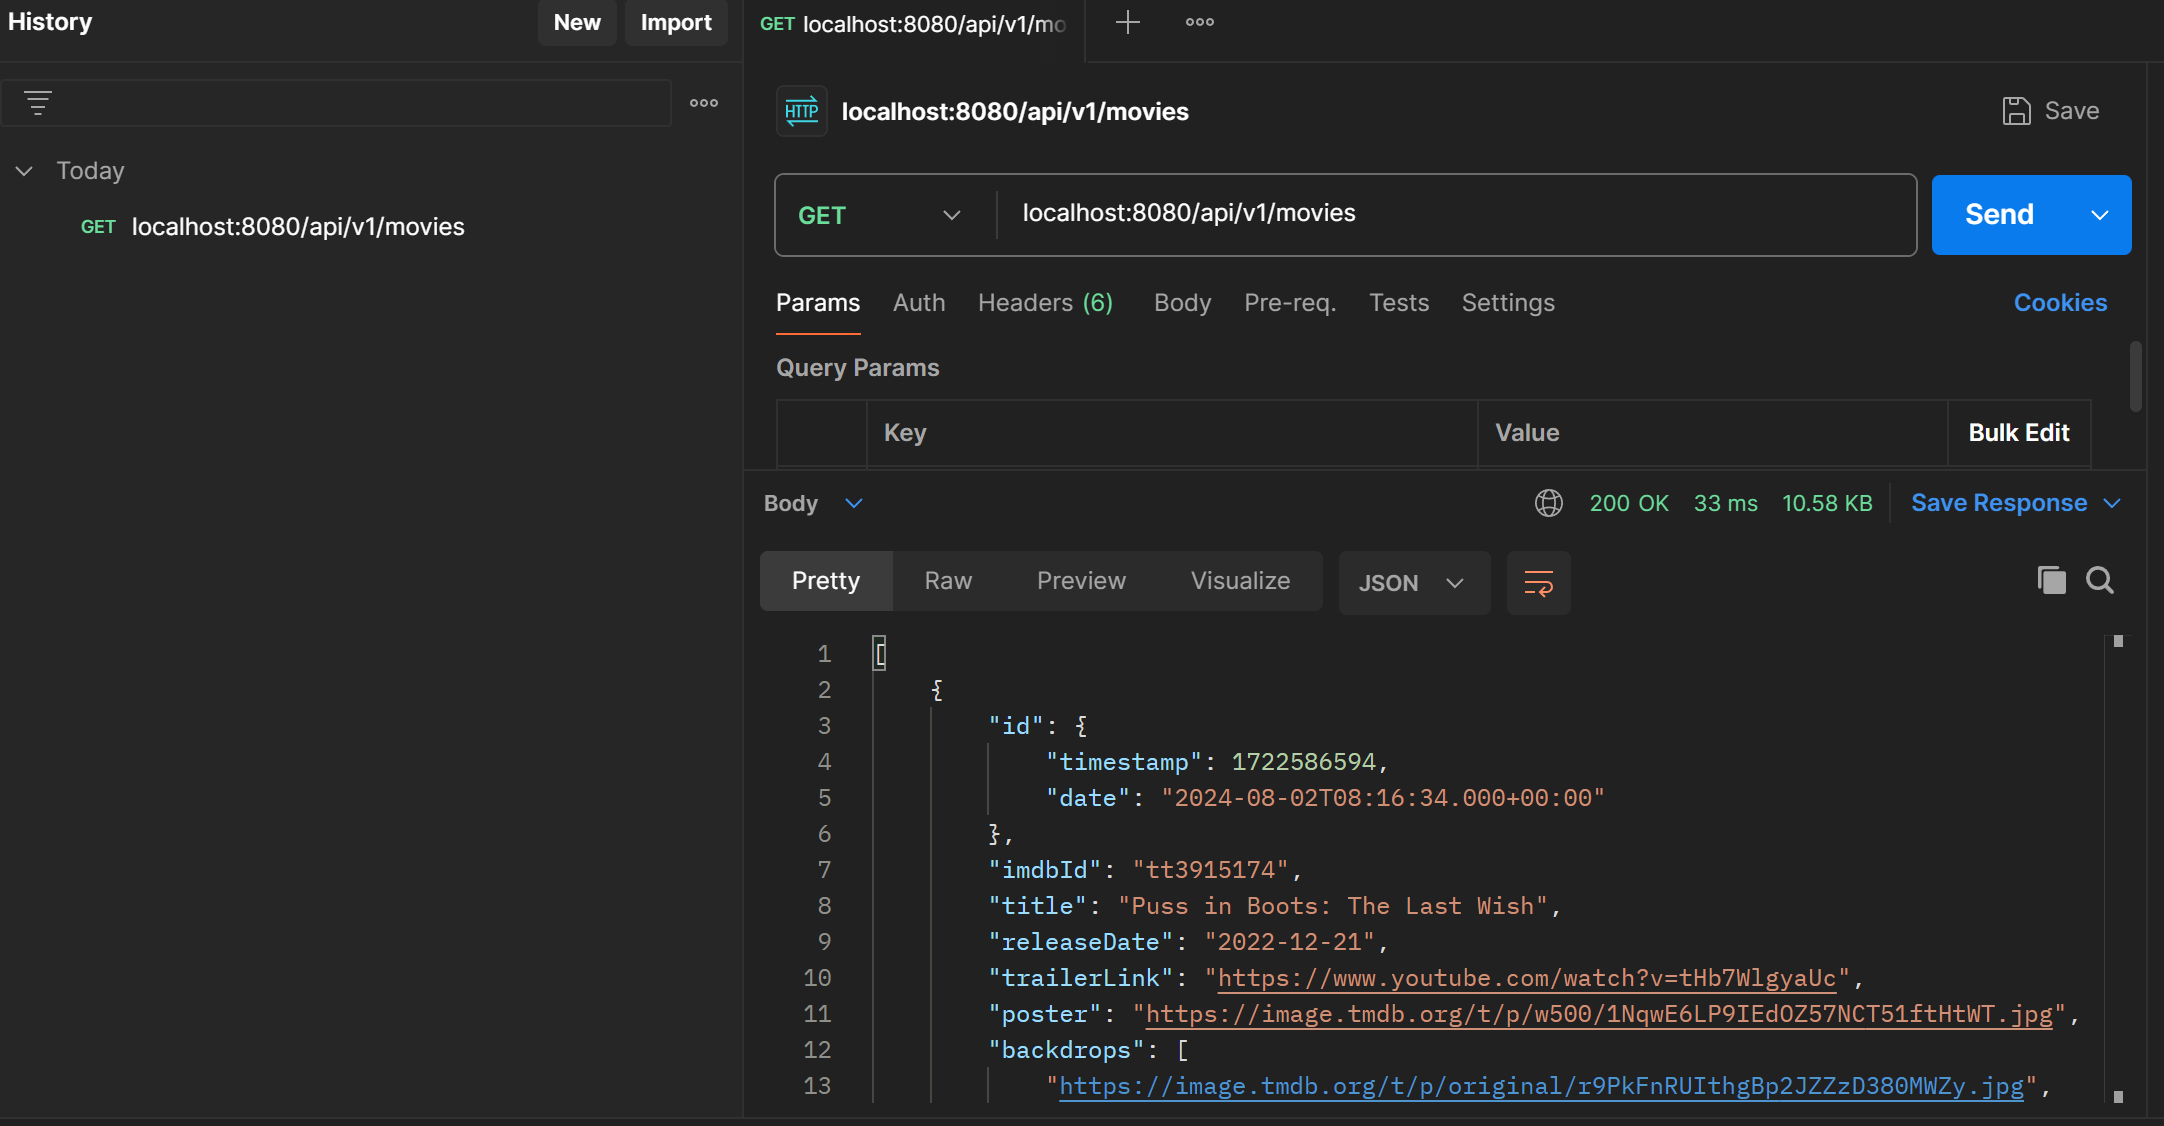 History
New
Import
Today
GET localhost:8080/api/v1/movies
GET localhost:8080/api/v1/mo
HTTP localhost:8080/api/v1/movies
Save
GET
localhost:8080/api/v1/movies
Send
Params Auth Headers (6) Body Pre-req. Tests Settings
Cookies
Query Params
Key Value Bulk Edit
Body
200 OK 33 ms 10.58 KB Save Response
Pretty Raw Preview Visualize JSON
1 [
2 {
3 "id": {
4 "timestamp": 1722586594,
5 "date": "2024-08-02T08:16:34.000+00:00"
6 },
7 "imdbId": "tt3915174",
8 "title": "Puss in Boots: The Last Wish",
9 "releaseDate": "2022-12-21",
10 "trailerLink": "https://www.youtube.com/watch?v=tHb7WlgyaUc",
11 "poster": "https://image.tmdb.org/t/p/w500/1NqwE6LP9IEdOZ57NCT51ftHtWT.jpg",
12 "backdrops": [
13 "https://image.tmdb.org/t/p/original/r9PkFnRUIthgBp2JZZzD380MWZy.jpg",